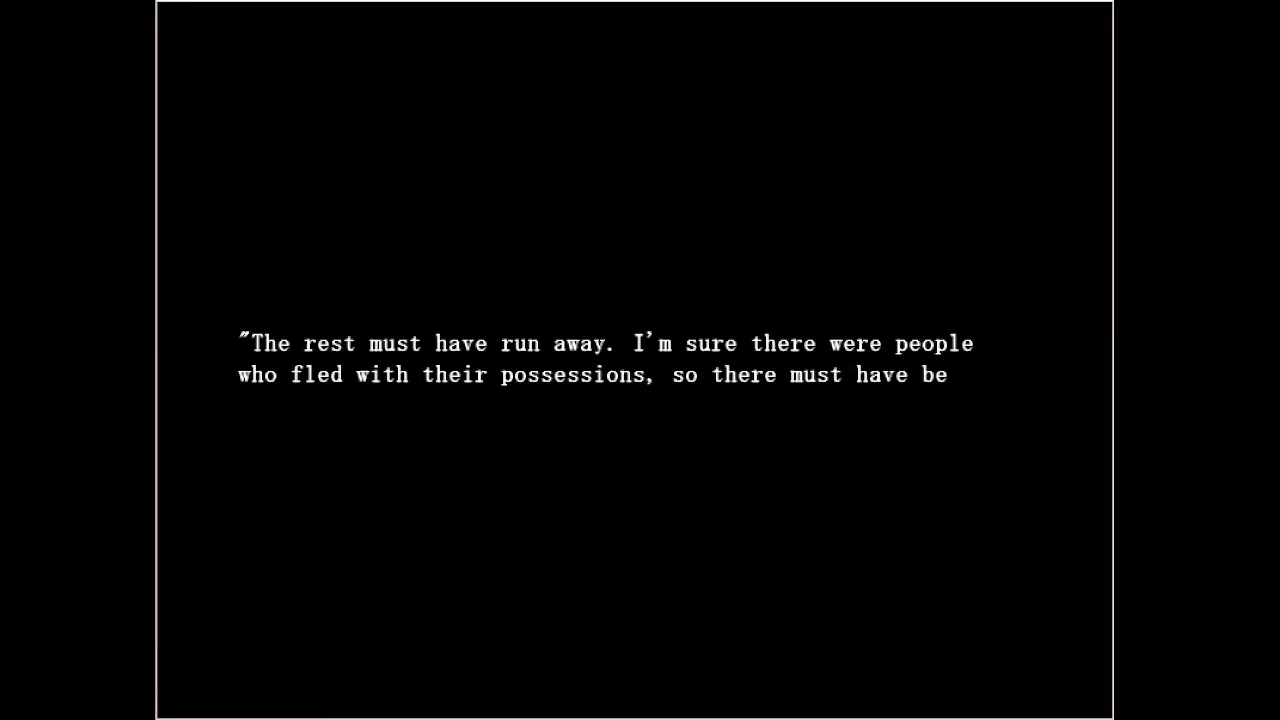 "The rest must have run away. I'm sure there were people
who fled with their possessions, so there must have be